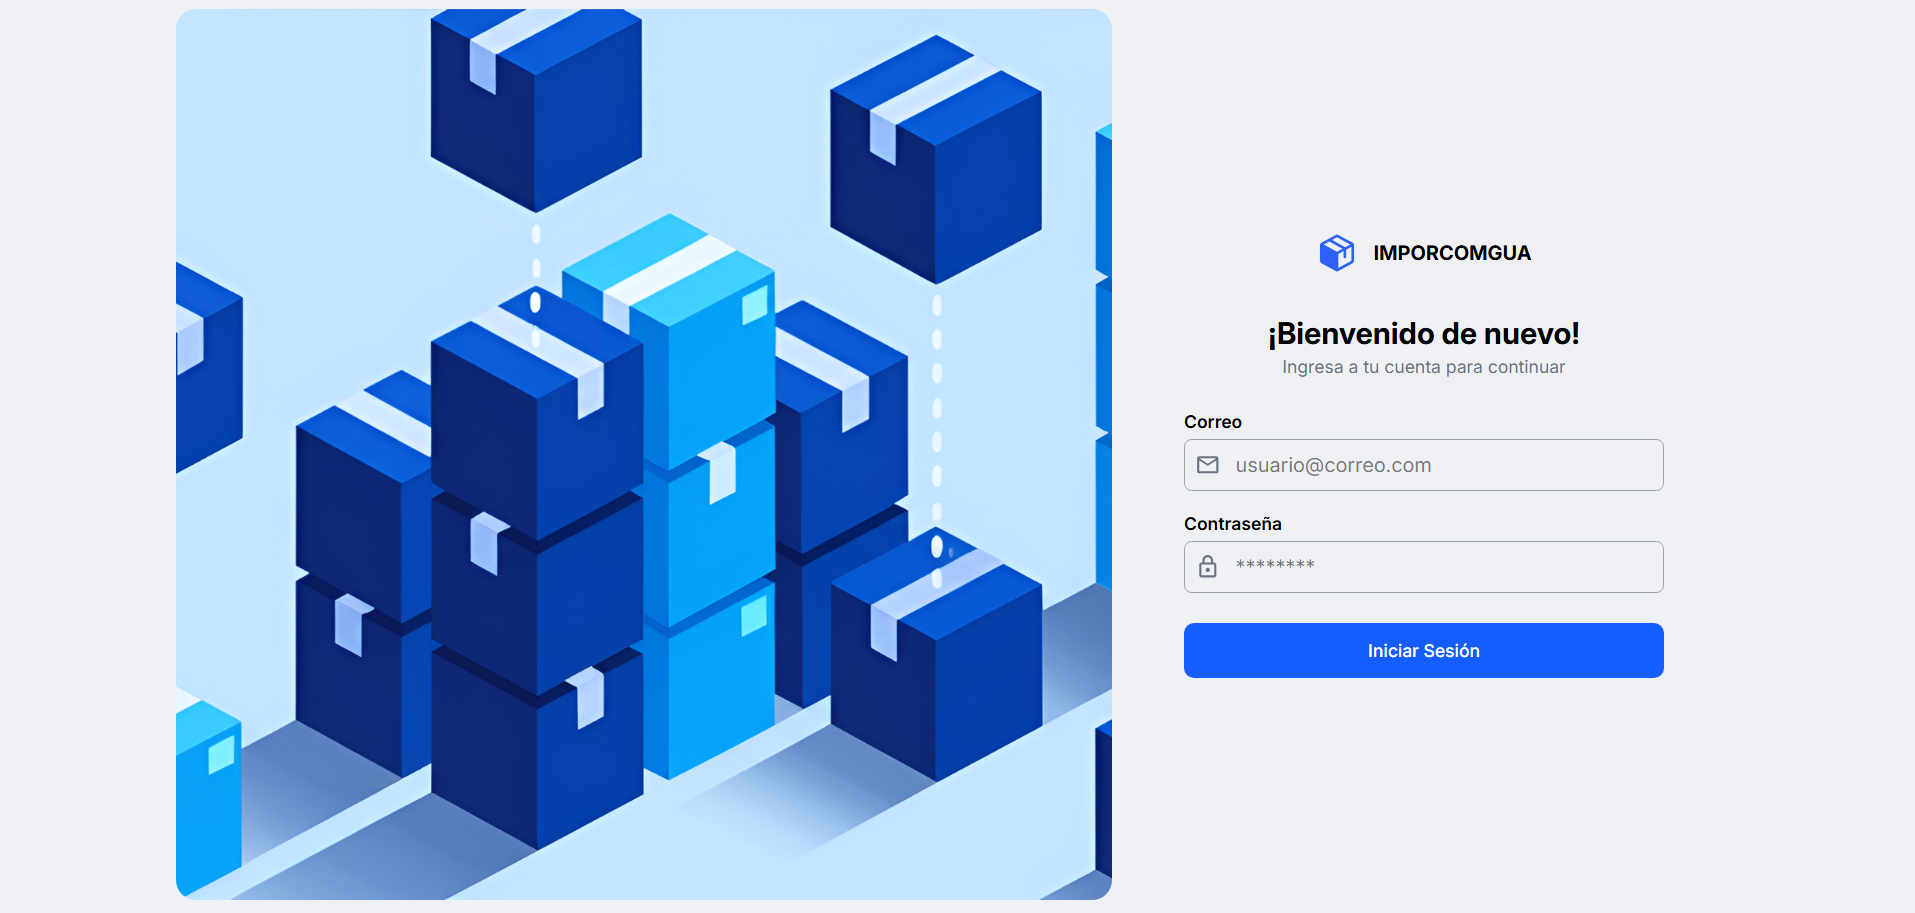 IMPORCOMGUA
¡Bienvenido de nuevo!
Ingresa a tu cuenta para continuar
Correo
usuario@correo.com
Contraseña
********
Iniciar Sesión